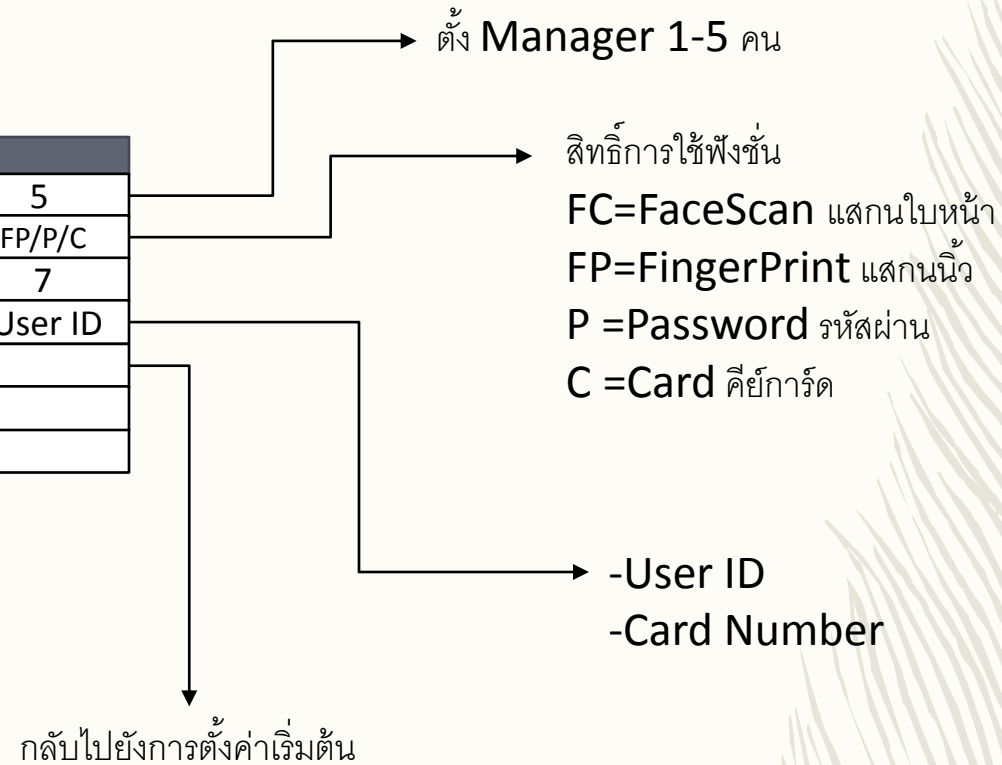 ตั้ง Manager 1-5 คน
สิทธิ์การใช้ฟังชั่น
FC=FaceScan แสกนใบหน้า
FP=FingerPrint แสกนนิ้ว
P =Password รหัสผ่าน
C =Card คีย์การ์ด
5
FP/P/C
7
User ID
-User ID
-Card Number
กลับไปยังการตั้งค่าเริ่มต้น